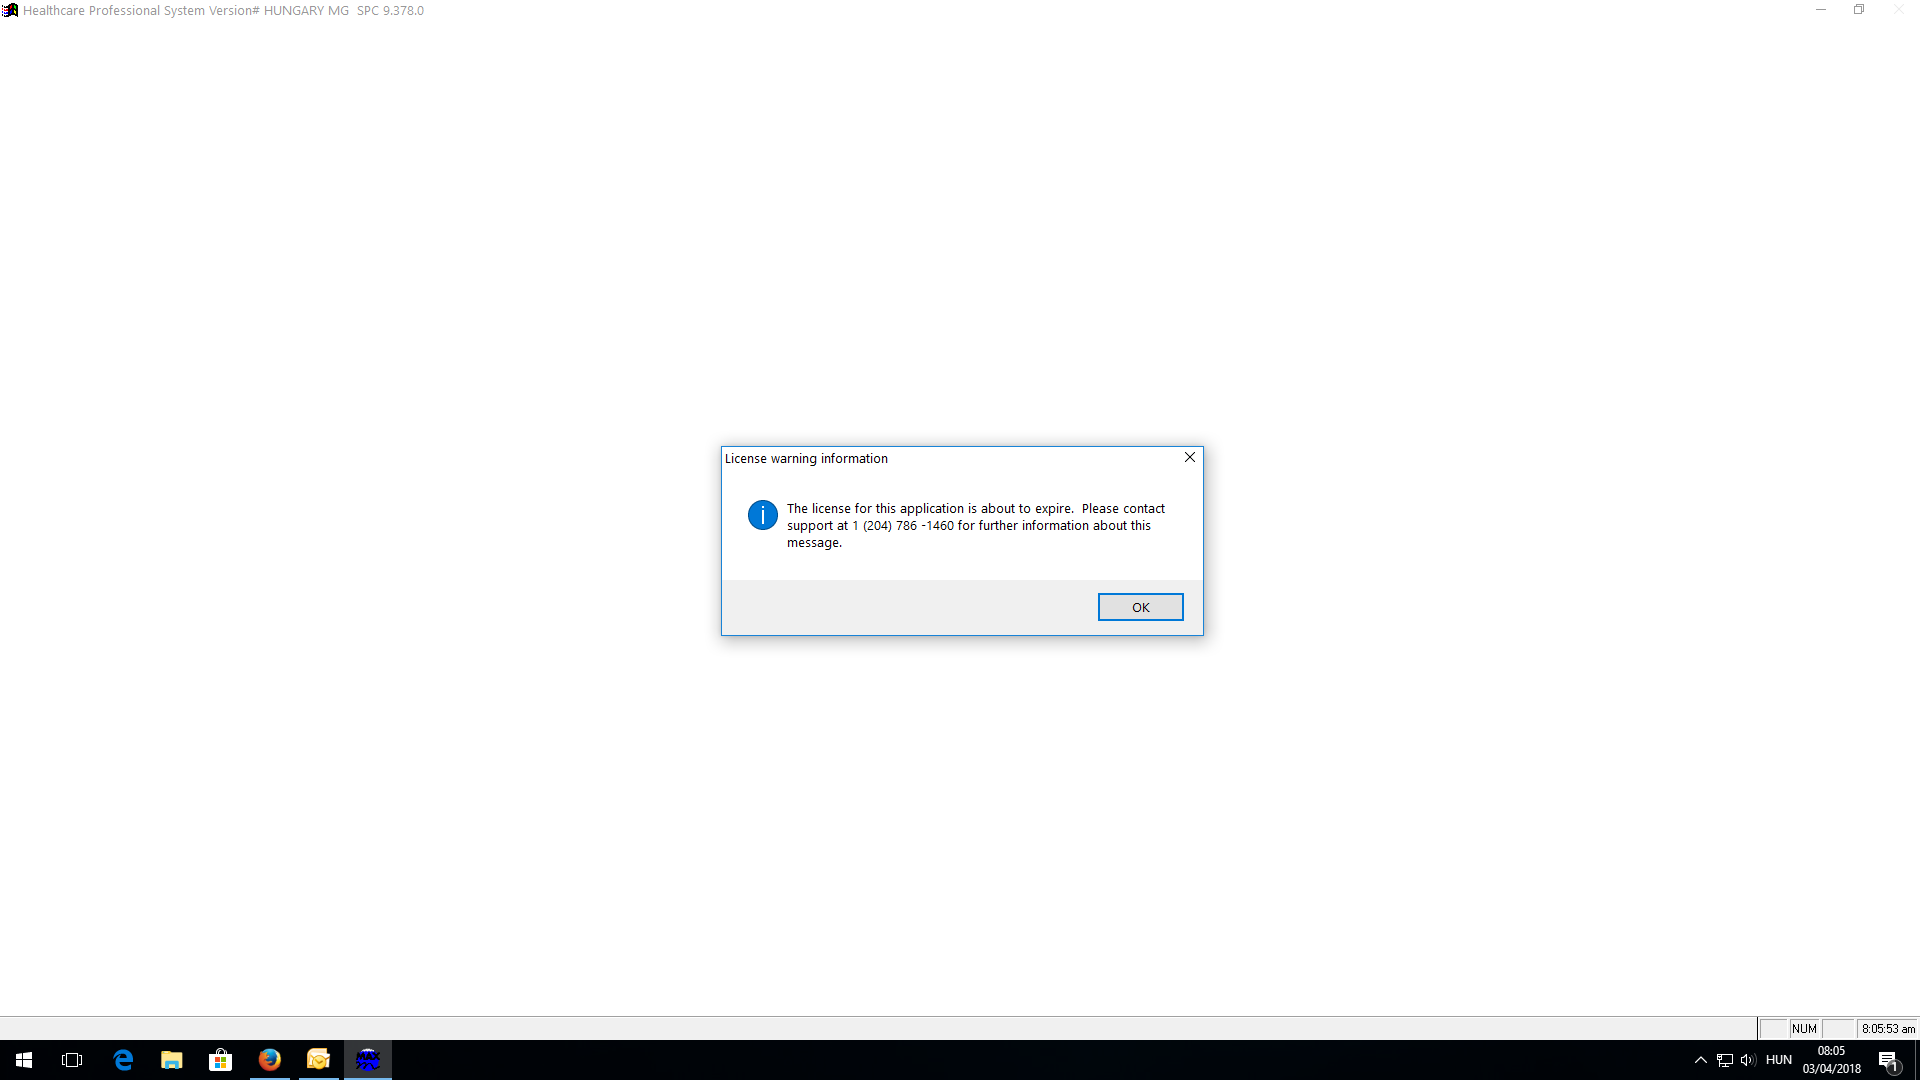 Healthcare Professional System Version# HUNGARY MG  SPC 9.378.0
License warning information
The license for this application is about to expire.  Please contact
support at 1 (204) 786 -1460 for further information about this
message.
OK
NUM
8:05:53 am
MAX
HUN
08:05
03/04/2018
1